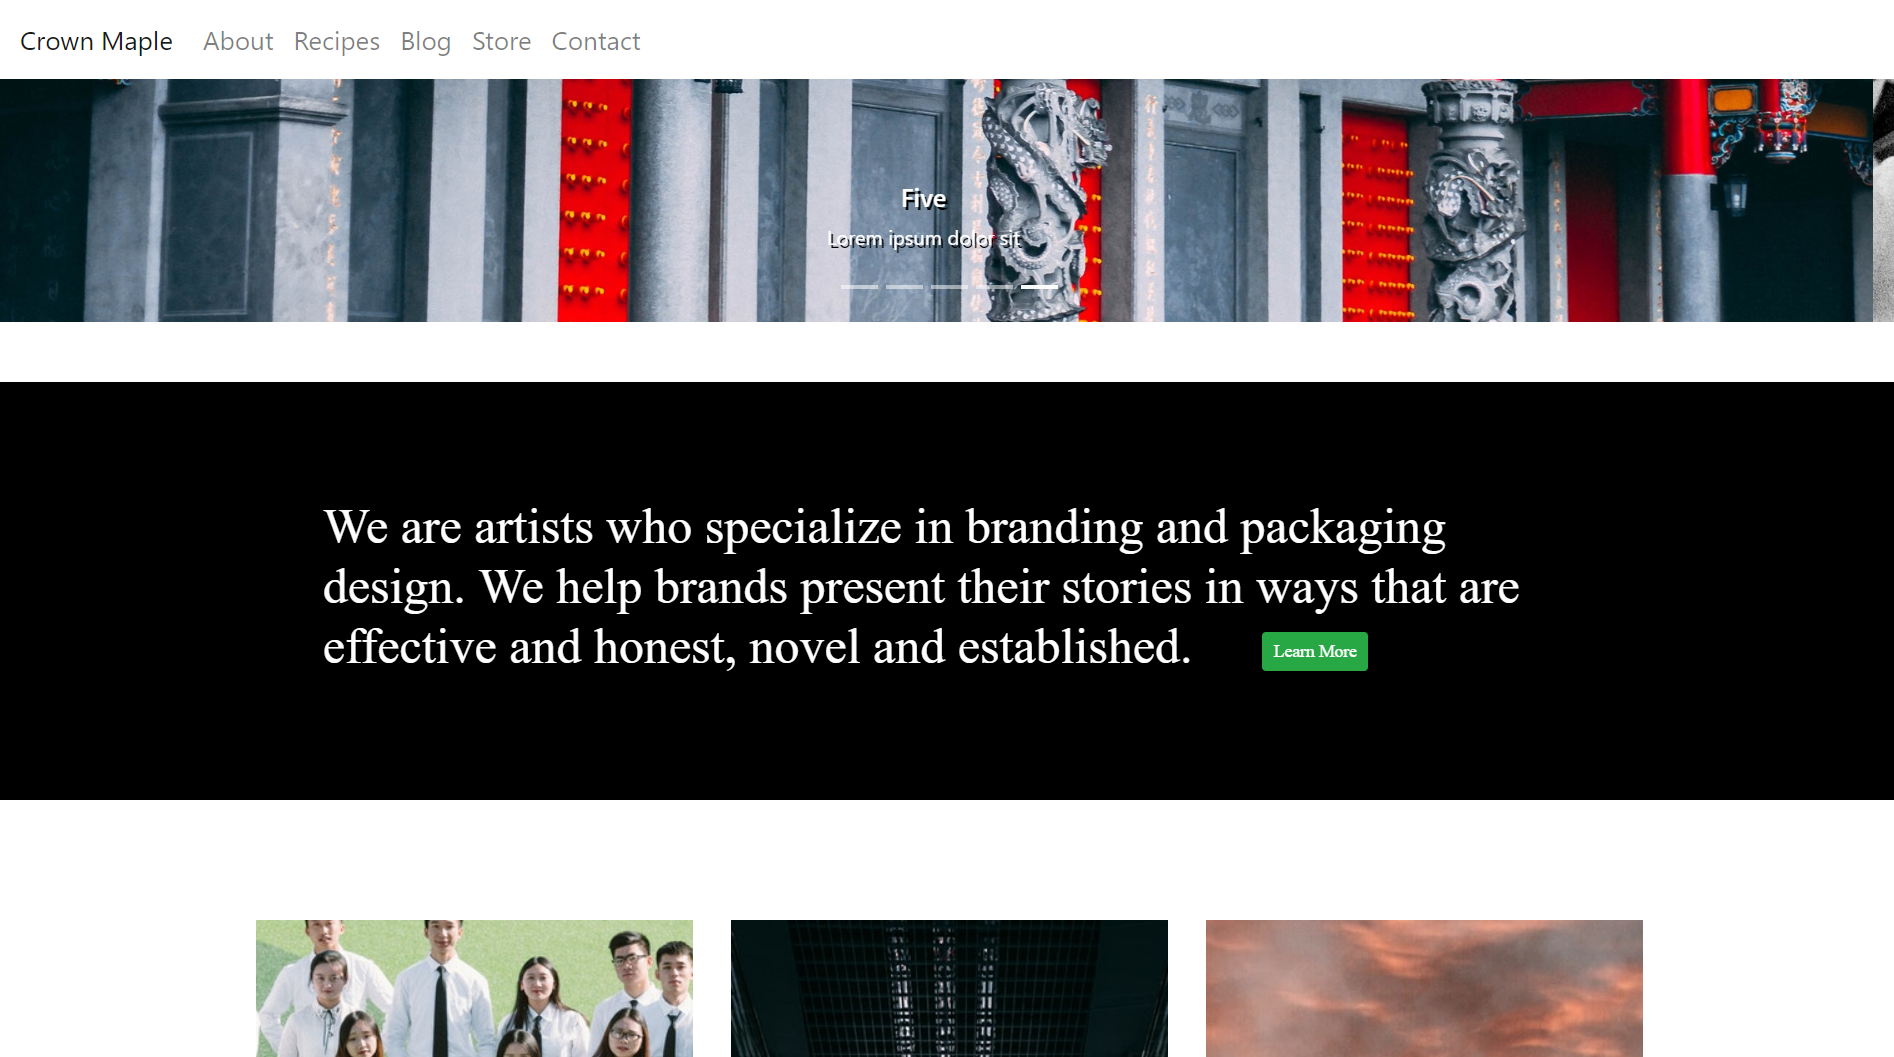 Crown Maple About Recipes Blog Store Contact
Five
Lorem ipsum dolor sit
We are artists who specialize in branding and packaging
design. We help brands present their stories in ways that are
effective and honest, novel and established.
Learn More